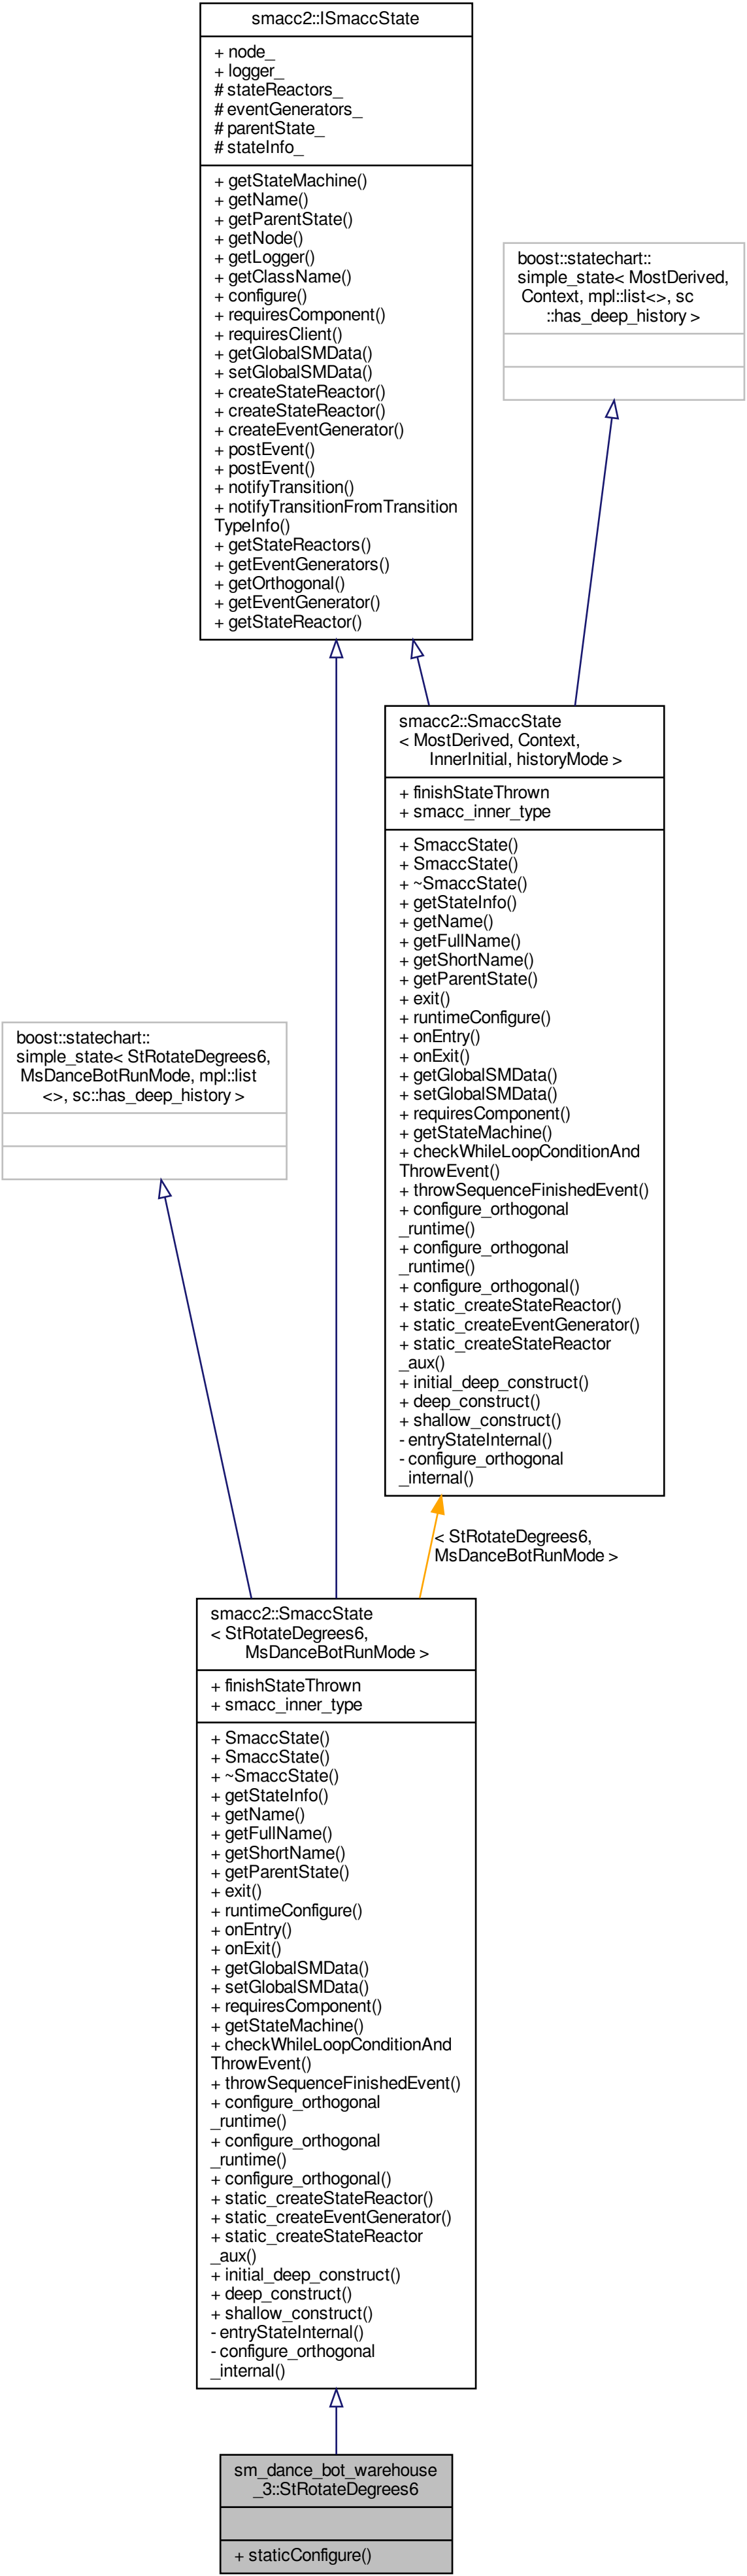 smacc2::ISmaccState
+ node_
+ logger_
# stateReactors_
# eventGenerators_
# parentState_
# stateInfo_
+ getStateMachine()
+ getName()
+ getParentState()
+ getNode()
+ getLogger()
+ getClassName()
+ configure()
+ requiresComponent()
+ requiresClient()
+ getGlobalSMData()
+ setGlobalSMData()
+ createStateReactor()
+ createStateReactor()
+ createEventGenerator()
+ postEvent()
+ postEvent()
+ notifyTransition()
+ notifyTransitionFromTransition
TypeInfo()
+ getStateReactors()
+ getEventGenerators()
+ getOrthogonal()
+ getEventGenerator()
+ getStateReactor()
boost::statechart::
simple_state< MostDerived,
Context, mpl::list<>, sc
::has_deep_history >
smacc2::SmaccState
< MostDerived, Context,
InnerInitial, historyMode >
+ finishStateThrown
+ smacc_inner_type
+ SmaccState()
+ SmaccState()
+ ~SmaccState()
+ getStateInfo()
+ getName()
+ getFullName()
+ getShortName()
+ getParentState()
+ exit()
+ runtimeConfigure()
+ onEntry()
+ onExit()
+ getGlobalSMData()
+ setGlobalSMData()
+ requiresComponent()
+ getStateMachine()
+ checkWhileLoopConditionAnd
ThrowEvent()
+ throwSequenceFinishedEvent()
+ configure_orthogonal
_runtime()
+ configure_orthogonal
_runtime()
+ configure_orthogonal()
+ static_createStateReactor()
+ static_createEventGenerator()
+ static_createStateReactor
_aux()
+ initial_deep_construct()
+ deep_construct()
+ shallow_construct()
- entryStateInternal()
- configure_orthogonal
_internal()
boost::statechart::
simple_state< StRotateDegrees6,
MsDanceBotRunMode, mpl::list
<>, sc::has_deep_history >
< StRotateDegrees6,
MsDanceBotRunMode >
smacc2::SmaccState
< StRotateDegrees6,
MsDanceBotRunMode >
+ finishStateThrown
+ smacc_inner_type
+ SmaccState()
+ SmaccState()
+ ~SmaccState()
+ getStateInfo()
+ getName()
+ getFullName()
+ getShortName()
+ getParentState()
+ exit()
+ runtimeConfigure()
+ onEntry()
+ onExit()
+ getGlobalSMData()
+ setGlobalSMData()
+ requiresComponent()
+ getStateMachine()
+ checkWhileLoopConditionAnd
ThrowEvent()
+ throwSequenceFinishedEvent()
+ configure_orthogonal
_runtime()
+ configure_orthogonal
_runtime()
+ configure_orthogonal()
+ static_createStateReactor()
+ static_createEventGenerator()
+ static_createStateReactor
_aux()
+ initial_deep_construct()
+ deep_construct()
+ shallow_construct()
- entryStateInternal()
- configure_orthogonal
_internal()
sm_dance_bot_warehouse
_3::StRotateDegrees6
+ staticConfigure()